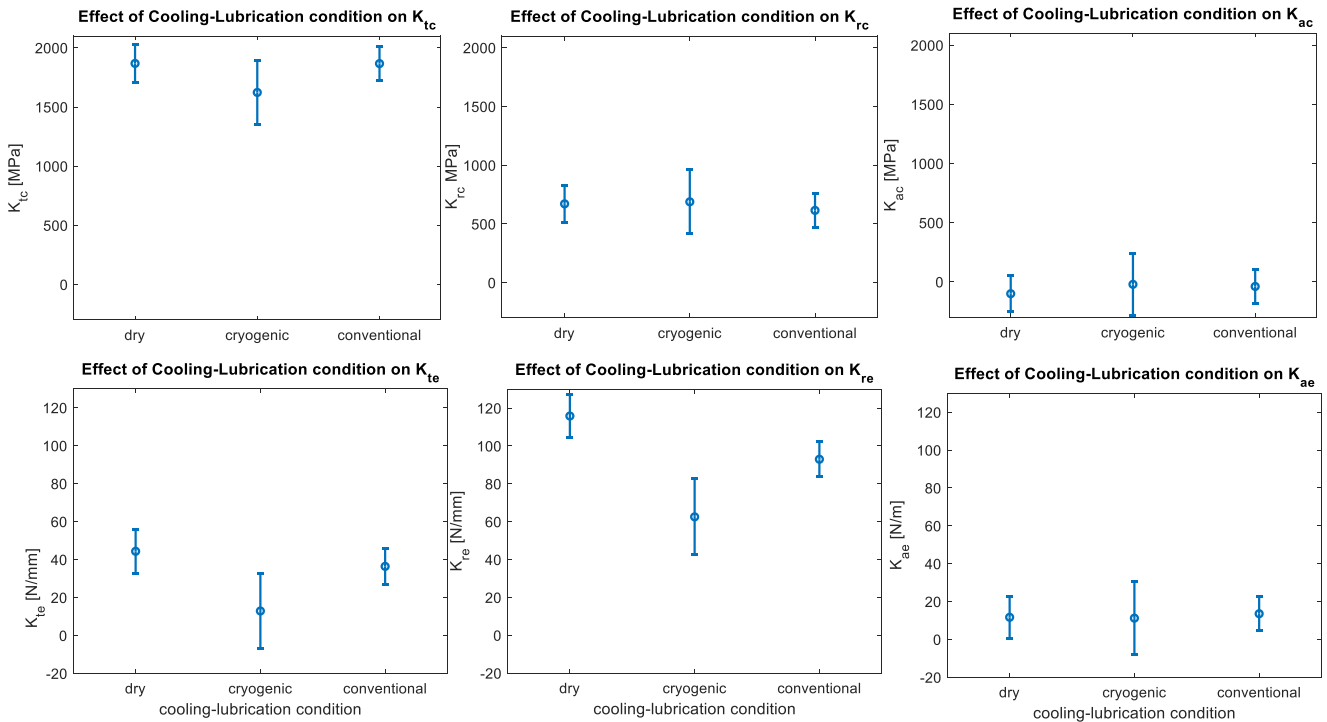 Effect of Cooling-Lubrication condition on Ktc
2000
1500
1000
500
0
Ktc [MPa]
dry cryogenic conventional
Effect of Cooling-Lubrication condition on Krc
2000
1500
1000
500
0
Krc MPa]
dry cryogenic conventional
Effect of Cooling-Lubrication condition on Kac
2000
1500
1000
500
0
Kac [MPa]
dry cryogenic conventional
Effect of Cooling-Lubrication condition on Kte
120
100
80
60
40
20
0
-20
Kte [N/mm]
dry cryogenic conventional
cooling-lubrication condition
Effect of Cooling-Lubrication condition on Kre
120
100
80
60
40
20
0
-20
Kre [N/mm]
dry cryogenic conventional
cooling-lubrication condition
Effect of Cooling-Lubrication condition on Kae
120
100
80
60
40
20
0
-20
Kae [N/m]
dry cryogenic conventional
cooling-lubrication condition